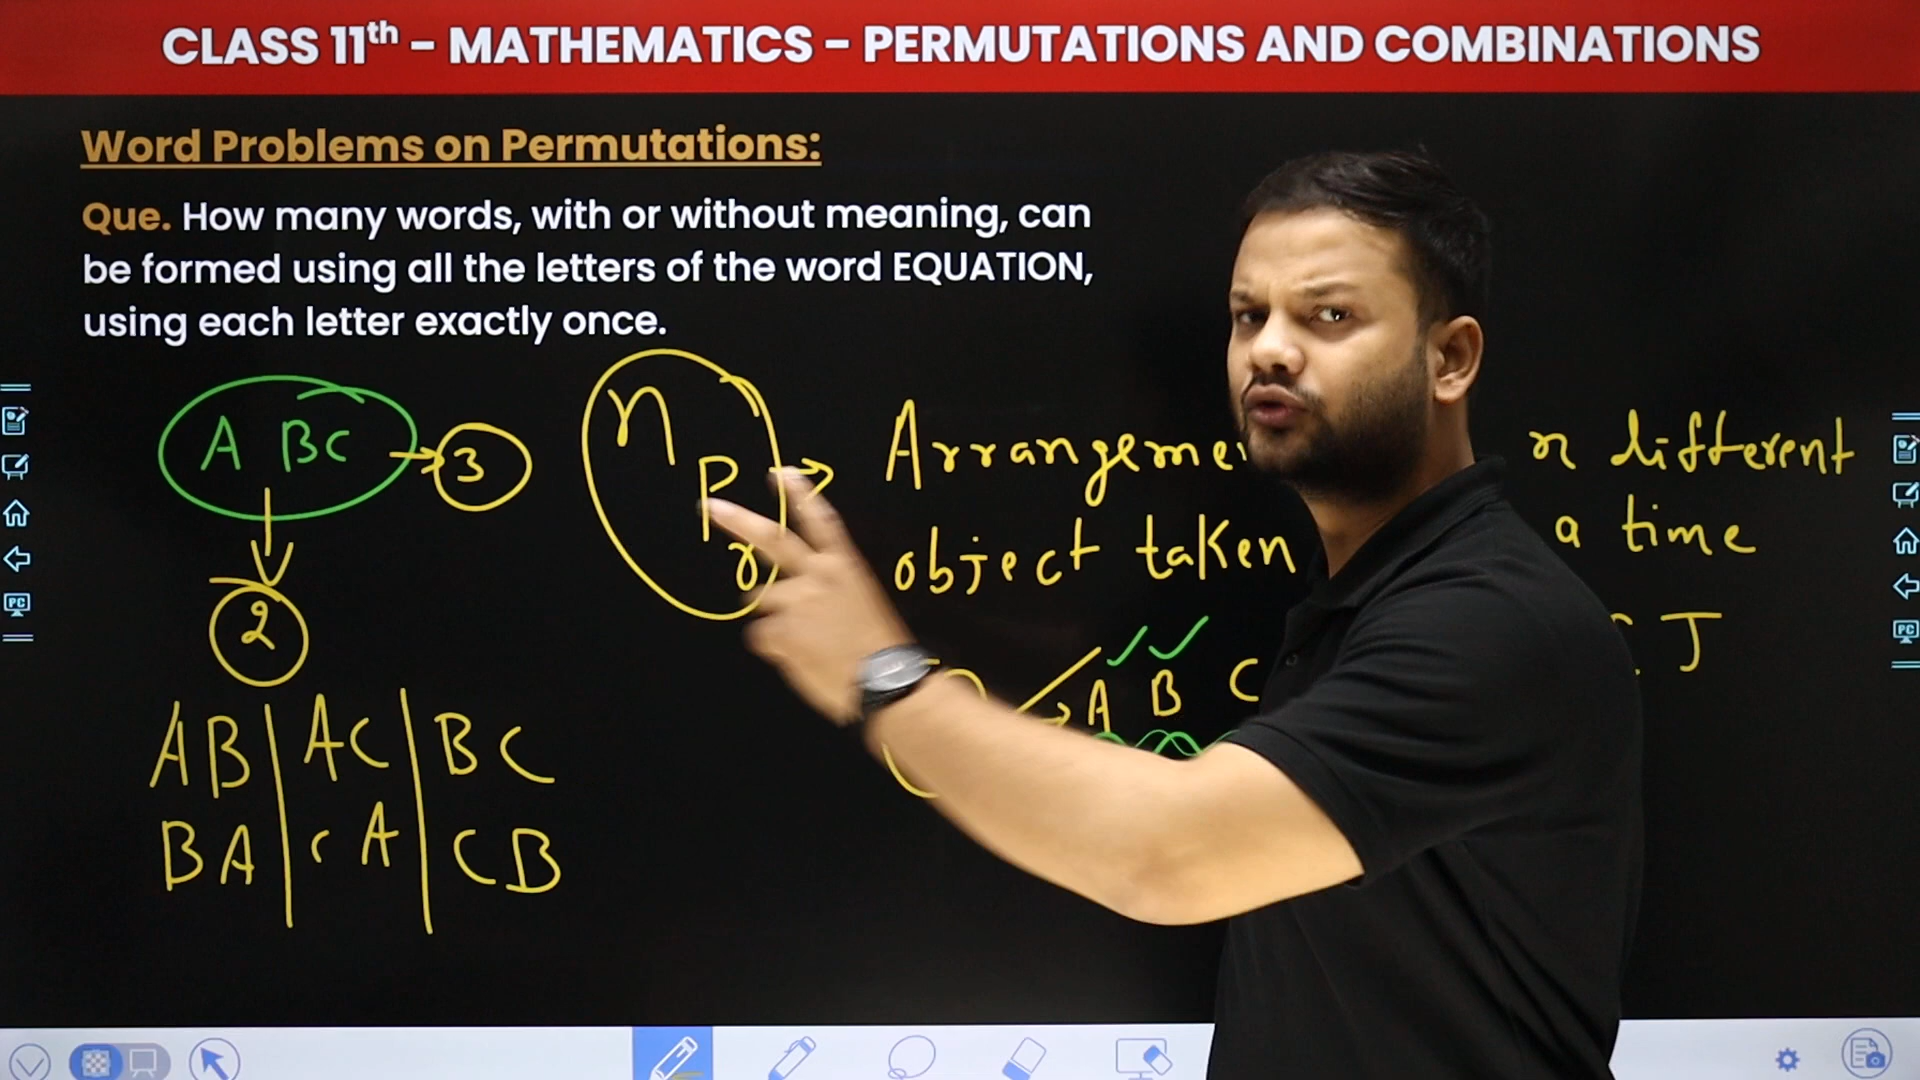 CLASS 11th - MATHEMATICS - PERMUTATIONS AND COMBINATIONS
Word Problems on Permutations:
Que. How many words, with or without meaning, can
be formed using all the letters of the word EQUATION,
using each letter exactly once.
A BC → 3
2
AB | AC | BC
BA | CA | CB
n P r → Arrangeme n different
object taken a time
A B C J
PC
PC